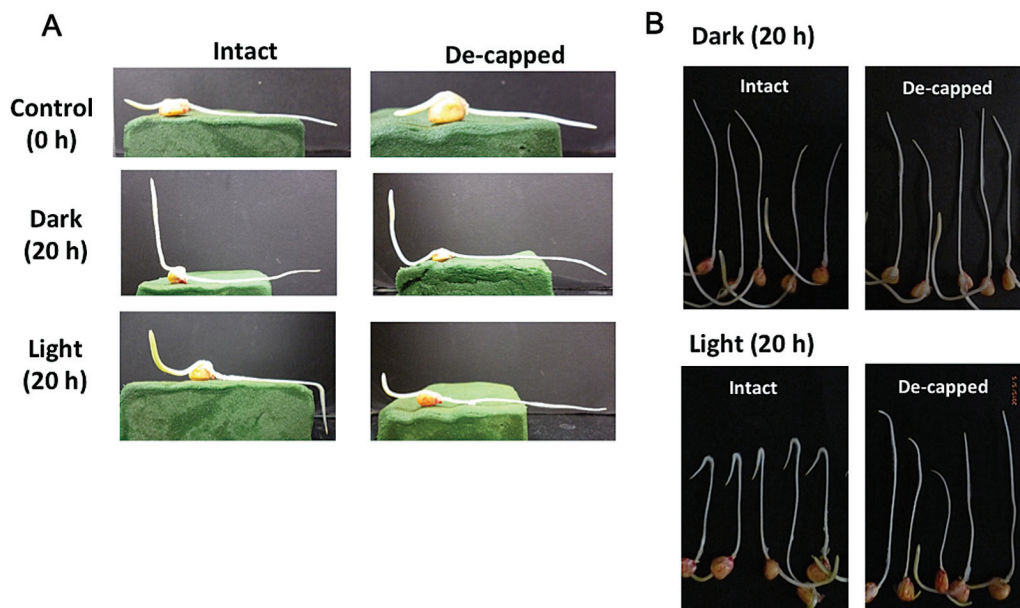 A
Intact De-capped
Control
(0 h)
Dark
(20 h)
Light
(20 h)
B
Dark (20 h)
Intact De-capped
Light (20 h)
Intact De-capped